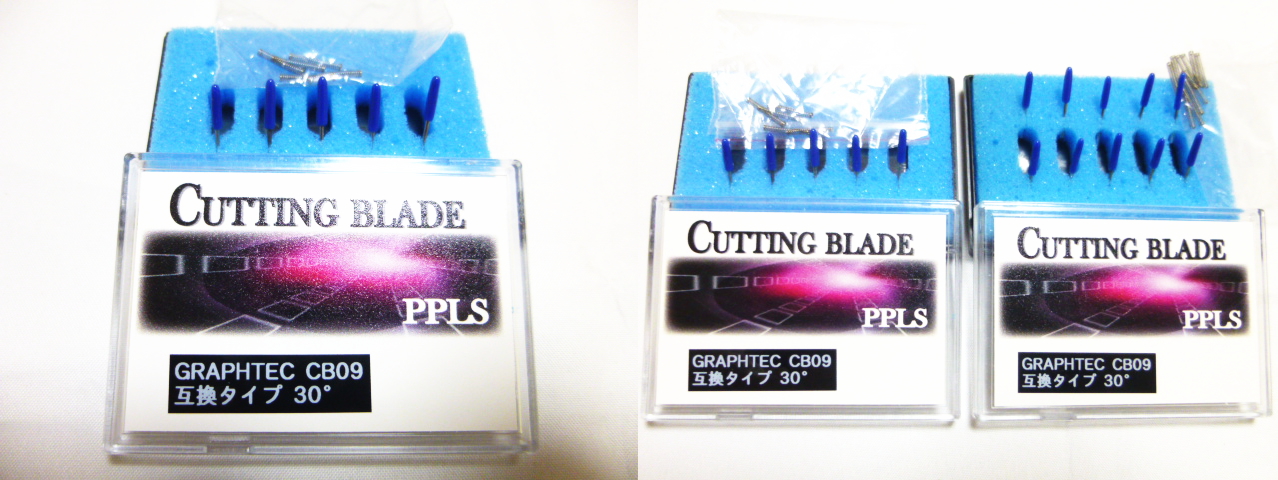 CUTTING BLADE
PPLS
GRAPHTEC CB09
互換タイプ 30°
CUTTING BLADE
PPLS
GRAPHTEC CB09
互換タイプ 30°
CUTTING BLADE
PPLS
GRAPHTEC CB09
互換タイプ 30°